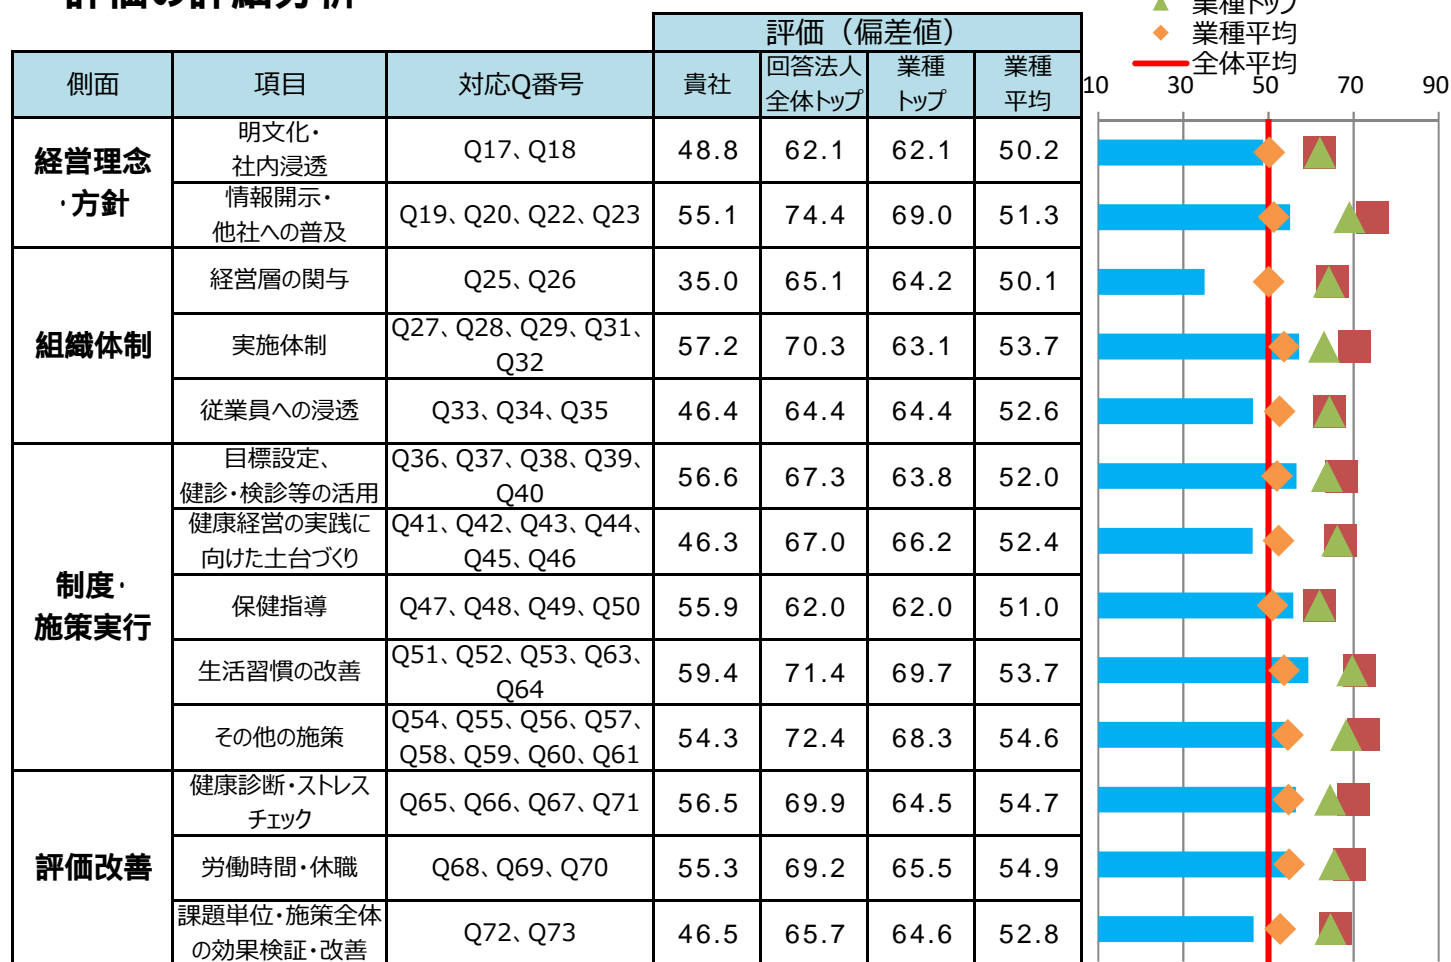 評価の詳細分析
業種トップ
業種平均
全体平均
評価（偏差値）
側面 項目 対応Q番号 貴社 回答法人全体トップ 業種トップ 業種平均
10 30 50 70 90
経営理念・方針
明文化・社内浸透 Q17、Q18 48.8 62.1 62.1 50.2
情報開示・他社への普及 Q19、Q20、Q22、Q23 55.1 74.4 69.0 51.3
組織体制
経営層の関与 Q25、Q26 35.0 65.1 64.2 50.1
実施体制 Q27、Q28、Q29、Q31、Q32 57.2 70.3 63.1 53.7
従業員への浸透 Q33、Q34、Q35 46.4 64.4 64.4 52.6
制度・施策実行
目標設定、健診・検診等の活用 Q36、Q37、Q38、Q39、Q40 56.6 67.3 63.8 52.0
健康経営の実践に向けた土台づくり Q41、Q42、Q43、Q44、Q45、Q46 46.3 67.0 66.2 52.4
保健指導 Q47、Q48、Q49、Q50 55.9 62.0 62.0 51.0
生活習慣の改善 Q51、Q52、Q53、Q63、Q64 59.4 71.4 69.7 53.7
その他の施策 Q54、Q55、Q56、Q57、Q58、Q59、Q60、Q61 54.3 72.4 68.3 54.6
評価改善
健康診断・ストレスチェック Q65、Q66、Q67、Q71 56.5 69.9 64.5 54.7
労働時間・休職 Q68、Q69、Q70 55.3 69.2 65.5 54.9
課題単位・施策全体の効果検証・改善 Q72、Q73 46.5 65.7 64.6 52.8